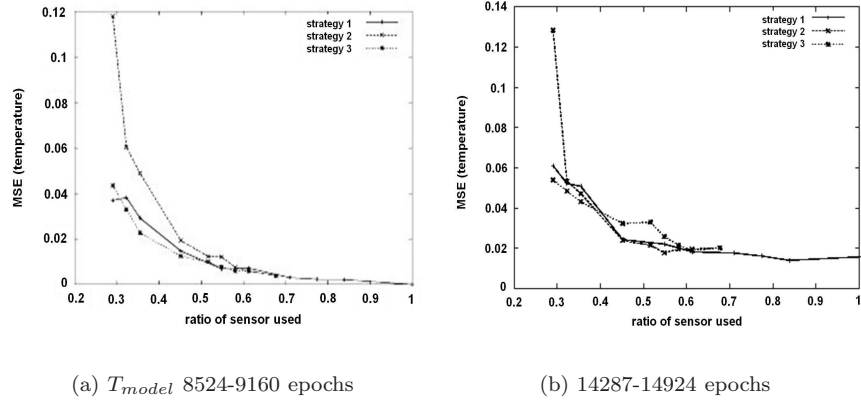 0.12
0.1
0.08
0.06
0.04
0.02
0
MSE (temperature)
strategy 1
strategy 2
strategy 3
0.2 0.3 0.4 0.5 0.6 0.7 0.8 0.9 1
ratio of sensor used
(a) T_model 8524-9160 epochs
0.14
0.12
0.1
0.08
0.06
0.04
0.02
0
MSE (temperature)
strategy 1
strategy 2
strategy 3
0.2 0.3 0.4 0.5 0.6 0.7 0.8 0.9 1
ratio of sensor used
(b) 14287-14924 epochs